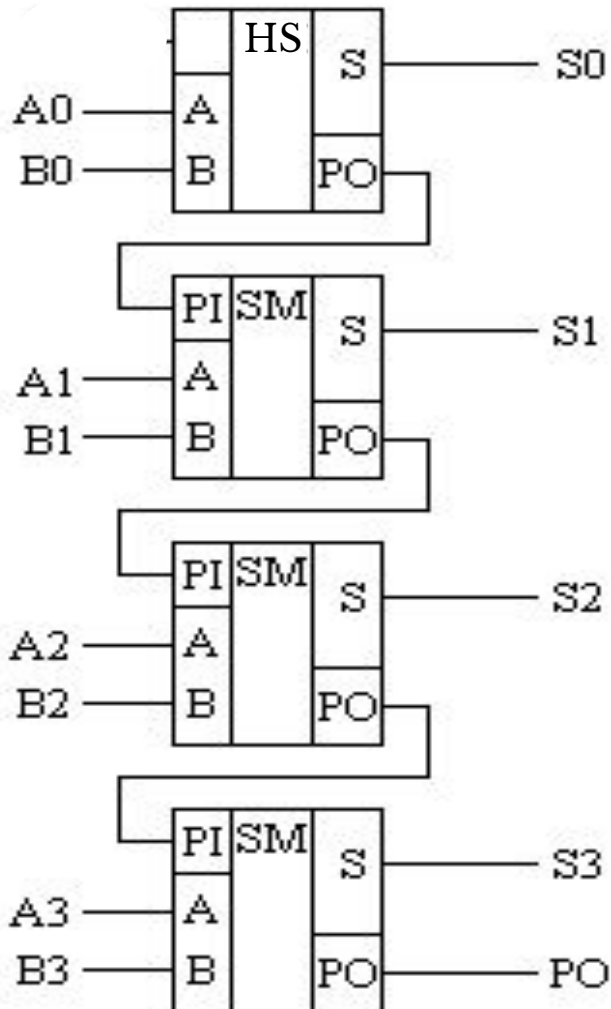 HS S S0
A0 A
B0 B PO
PI SM S S1
A1 A
B1 B PO
PI SM S S2
A2 A
B2 B PO
PI SM S S3
A3 A
B3 B PO PO